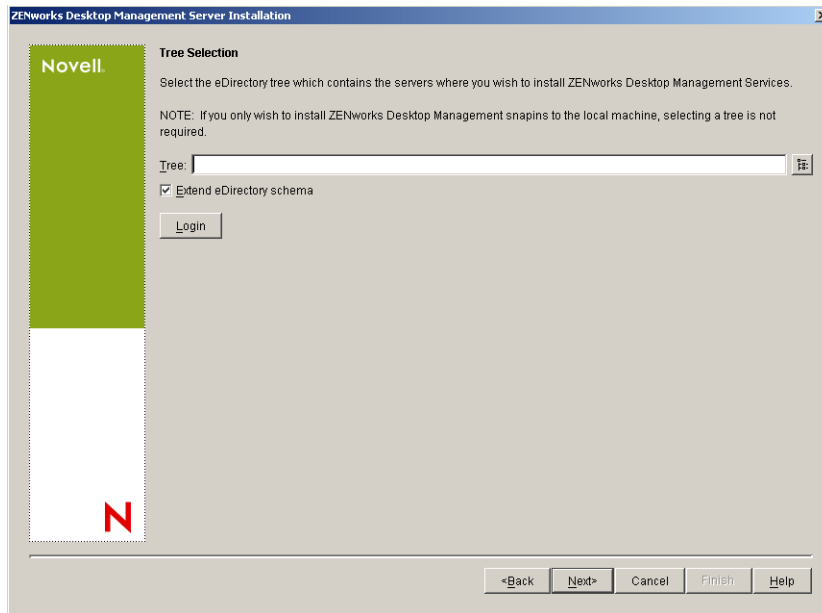 ZENworks Desktop Management Server Installation
Novell.
Tree Selection
Select the eDirectory tree which contains the servers where you wish to install ZENworks Desktop Management Services.
NOTE: If you only wish to install ZENworks Desktop Management snapins to the local machine, selecting a tree is not
required.
Tree:
Extend eDirectory schema
Login
N
<Back Next> Cancel Finish Help